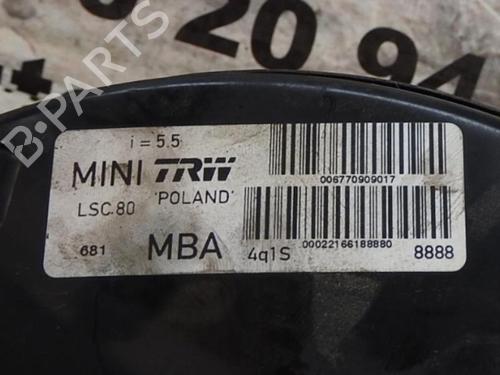 20 94
B-PARTS
i = 5.5
MINI TRW
006770909017
LSC.80 'POLAND'
00022166188880
681 MBA 4q1S 8888